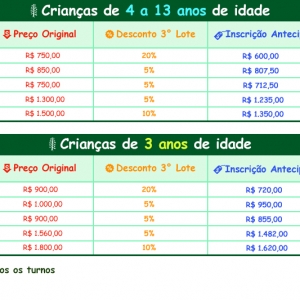 Crianças de 4 a 13 anos de idade
Preço Original Desconto 3° Lote Inscrição Antecip
R$ 750,00 20% R$ 600,00
R$ 850,00 5% R$ 807,50
R$ 750,00 5% R$ 712,50
R$ 1.300,00 5% R$ 1.235,00
R$ 1.500,00 10% R$ 1.350,00
Crianças de 3 anos de idade
Preço Original Desconto 3° Lote Inscrição Antecip
R$ 900,00 20% R$ 720,00
R$ 1.000,00 5% R$ 950,00
R$ 900,00 5% R$ 855,00
R$ 1.560,00 5% R$ 1.482,00
R$ 1.800,00 10% R$ 1.620,00
os os turnos